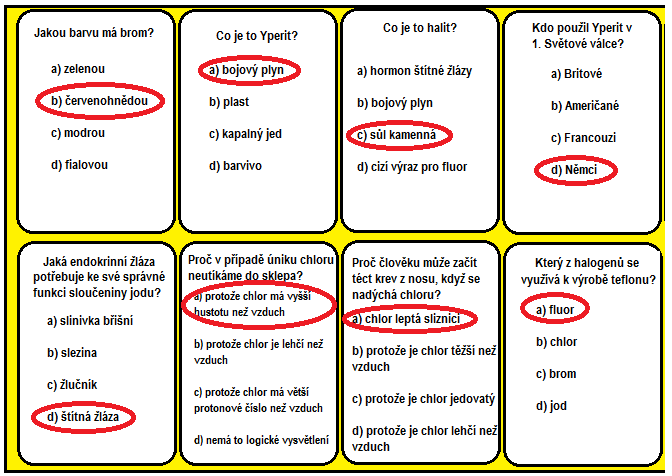 Jakou barvu má brom?
a) zelenou
b) červenohnědou
c) modrou
d) fialovou
Co je to Yperit?
a) bojový plyn
b) plast
c) kapalný jed
d) barvivo
Co je to halit?
a) hormon štítné žlázy
b) bojový plyn
c) sůl kamenná
d) cizí výraz pro fluor
Kdo použil Yperit v
1. Světové válce?
a) Britové
b) Američané
c) Francouzi
d) Němci
Jaká endokrinní žláza
potřebuje ke své správné
funkci sloučeniny jodu?
a) slinivka břišní
b) slezina
c) žlučník
d) štítná žláza
Proč v případě úniku chloru
neutíkáme do sklepa?
a) protože chlor má vyšší
hustotu než vzduch
b) protože chlor je lehčí než
vzduch
c) protože chlor má větší
protonové číslo než vzduch
d) nemá to logické vysvětlení
Proč člověku může začít
téct krev z nosu, když se
nadýchá chloru?
a) chlor leptá sliznici
b) protože je chlor těžší než
vzduch
c) protože je chlor jedovatý
d) protože je chlor lehčí než
vzduch
Který z halogenů se
využívá k výrobě teflonu?
a) fluor
b) chlor
c) brom
d) jod